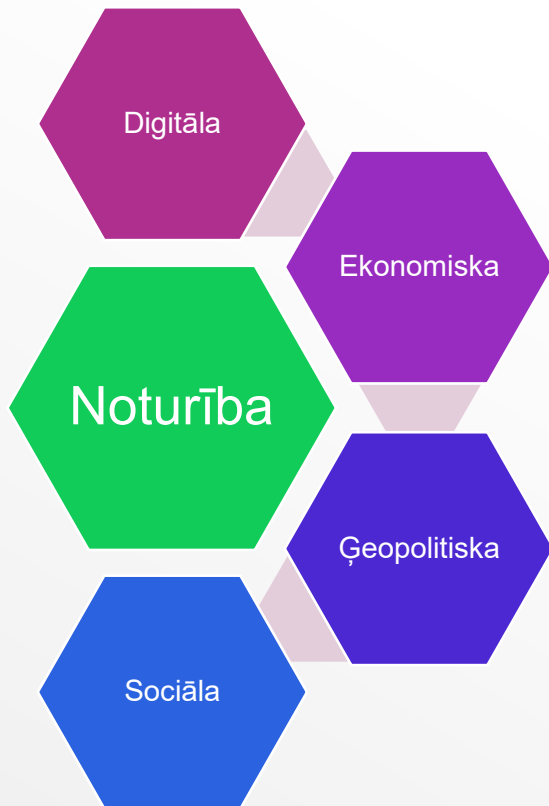 Digitāla
Ekonomiska
Noturība
Ģeopolitiska
Sociāla